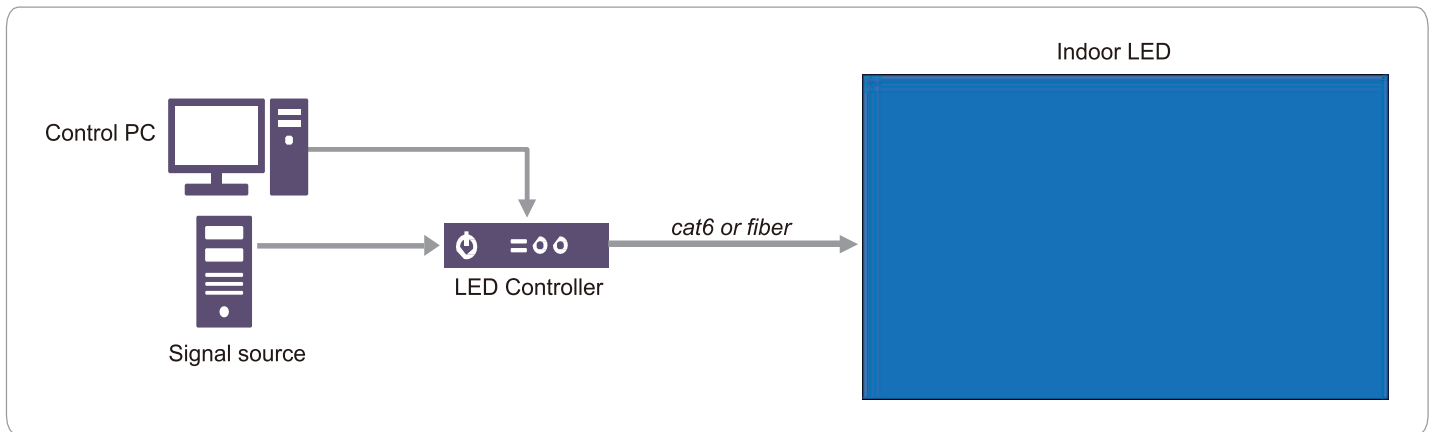 Indoor LED
Control PC
cat6 or fiber
LED Controller
Signal source